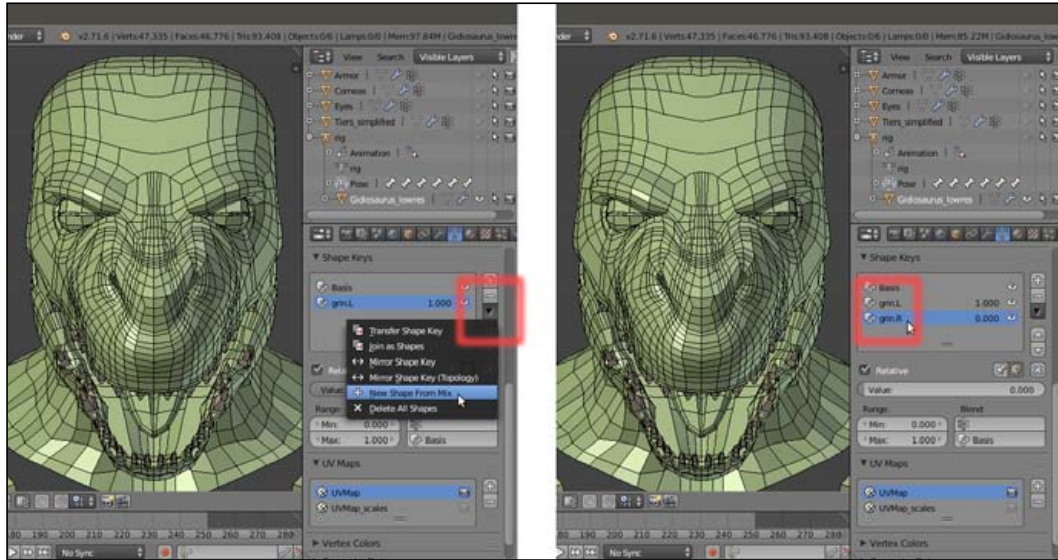 nder v2.71.6 | Verts:47,335 | Faces:46,776 | Tris:93,408 | Objects:0/6 | Lamps:0/0 | Mem:97.84M | Gidiosaurus_lowres
View Search Visible Layers
Armor
Corneas
Eyes
Tiers_simplified
rig
Animation
rig
Pose
Gidiosaurus_lowres
Shape Keys
Basis
grin.L 1.000
Transfer Shape Key
Join as Shapes
Mirror Shape Key
Mirror Shape Key (Topology)
New Shape From Mix
Delete All Shapes
Value
Range:
Min: 0.000
Max: 1.000 Basis
UV Maps
UVMap
UVMap_scales
Vertex Colors
180 190 200 210 220 230 240 250 260 270 280
No Sync
der v2.71.6 | Verts:47,335 | Faces:46,776 | Tris:93,408 | Objects:0/6 | Lamps:0/0 | Mem:85.22M | Gidiosaurus_low
View Search Visible Layers
Armor
Corneas
Eyes
Tiers_simplified
rig
Animation
rig
Pose
Gidiosaurus_lowres
Shape Keys
Basis
grin.L 1.000
grin.R 0.000
Relative
Value: 0.000
Range: Blend
Min: 0.000
Max: 1.000 Basis
UV Maps
UVMap
UVMap_scales
Vertex Colors
180 190 200 210 220 230 240 250 260 270 280
No Sync